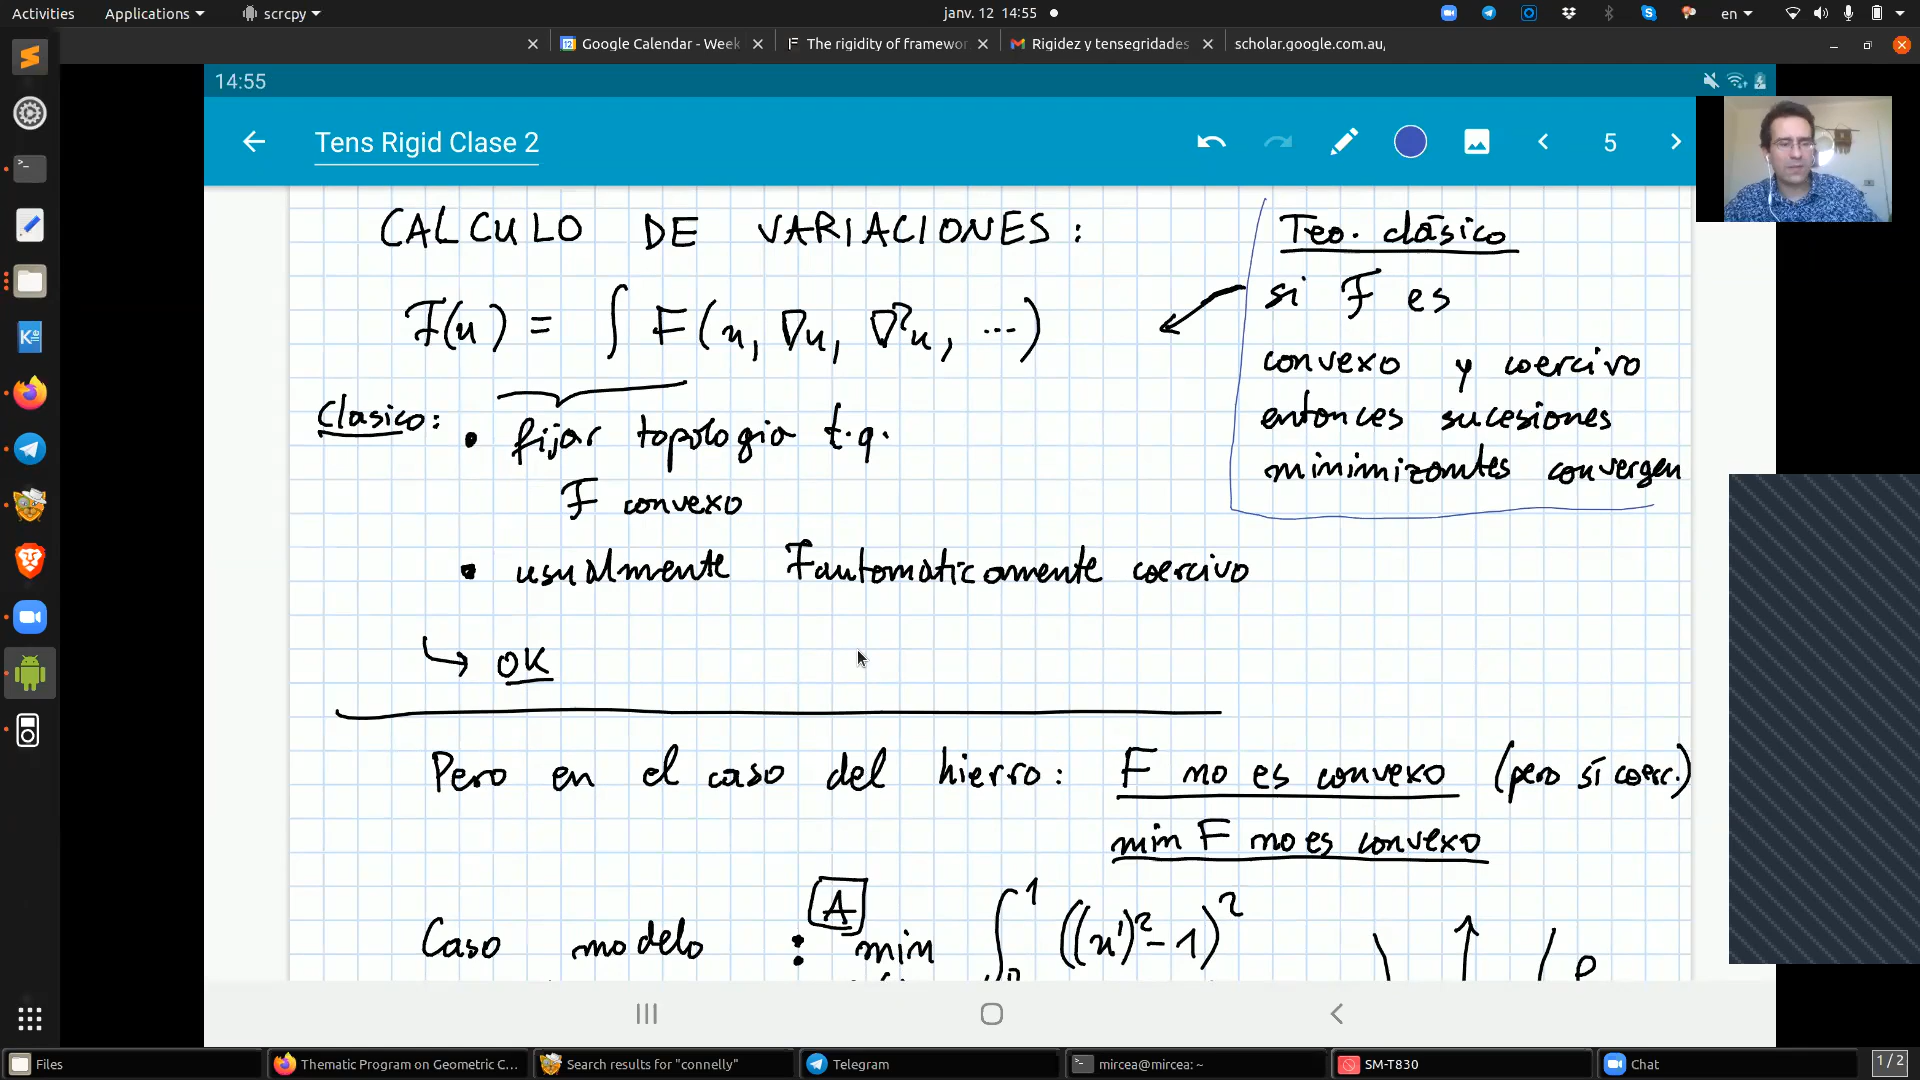 Activities
Applications
scrcpy
janv. 12 14:55
en
Google Calendar - Week
The rigidity of framewor
Rigidez y tensegridades
scholar.google.com.au,
14:55
Tens Rigid Clase 2
5
CALCULO DE VARIACIONES :
F(u) = ∫ F(u, ∇u, ∇²u, ...)
Clasico:
• fijar topologia t.q.
F convexo
• usualmente F automaticamente coercivo
↳ OK
Teo. clásico
si F es
convexo y coercivo
entonces sucesiones
minimizantes convergen
Pero en el caso del hierro: F no es convexo (pero sí coerc.)
min F no es convexo
A
Caso modelo : min ∫₀¹ ((u')² - 1)²
Files
Thematic Program on Geometric C...
Search results for "connelly"
Telegram
mircea@mircea: ~
SM-T830
Chat
1 / 2